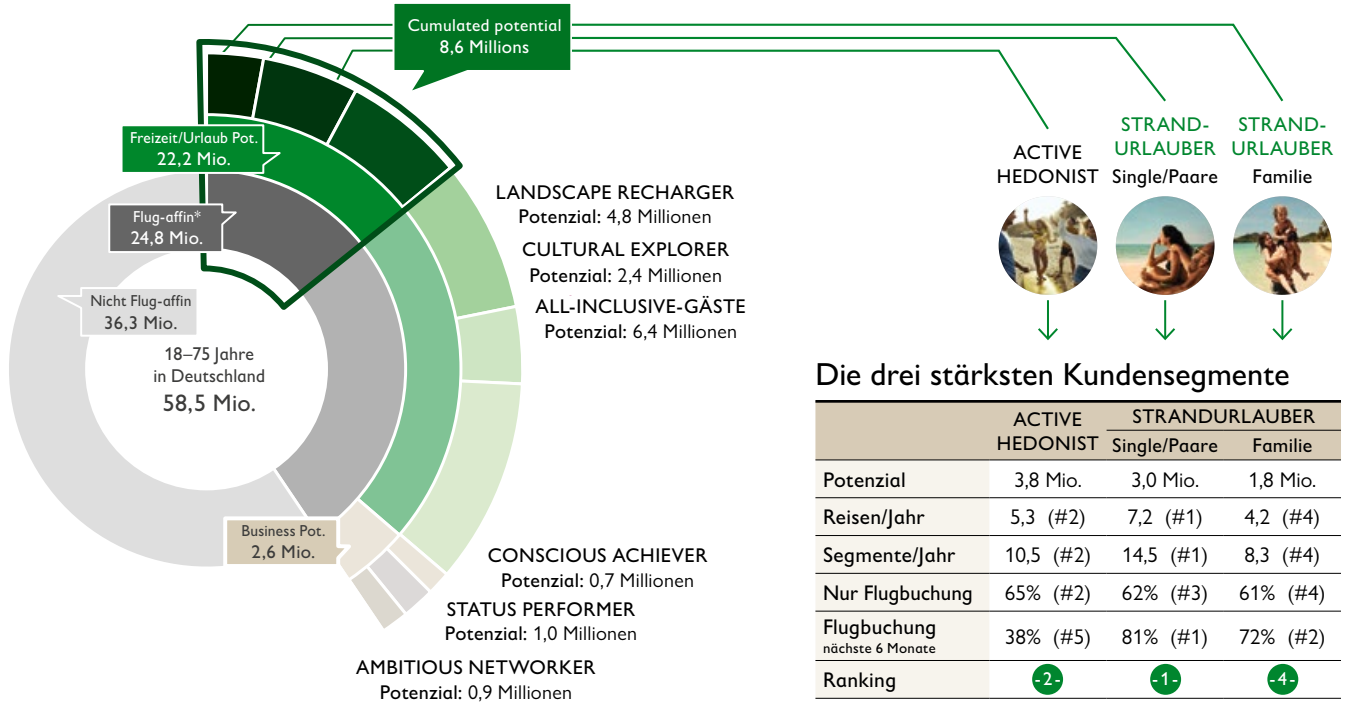 Cumulated potential
8,6 Millions
Freizeit/Urlaub Pot.
22,2 Mio.
Flug-affin*
24,8 Mio.
Nicht Flug-affin
36,3 Mio.
18–75 Jahre
in Deutschland
58,5 Mio.
Business Pot.
2,6 Mio.
LANDSCAPE RECHARGER
Potenzial: 4,8 Millionen
CULTURAL EXPLORER
Potenzial: 2,4 Millionen
ALL-INCLUSIVE-GÄSTE
Potenzial: 6,4 Millionen
CONSCIOUS ACHIEVER
Potenzial: 0,7 Millionen
STATUS PERFORMER
Potenzial: 1,0 Millionen
AMBITIOUS NETWORKER
Potenzial: 0,9 Millionen
ACTIVE
HEDONIST
STRAND-
URLAUBER
Single/Paare
STRAND-
URLAUBER
Familie
Die drei stärksten Kundensegmente
ACTIVE HEDONIST STRANDURLAUBER
Single/Paare Familie
Potenzial 3,8 Mio. 3,0 Mio. 1,8 Mio.
Reisen/Jahr 5,3 (#2) 7,2 (#1) 4,2 (#4)
Segmente/Jahr 10,5 (#2) 14,5 (#1) 8,3 (#4)
Nur Flugbuchung 65% (#2) 62% (#3) 61% (#4)
Flugbuchung
nächste 6 Monate 38% (#5) 81% (#1) 72% (#2)
Ranking -2- -1- -4-